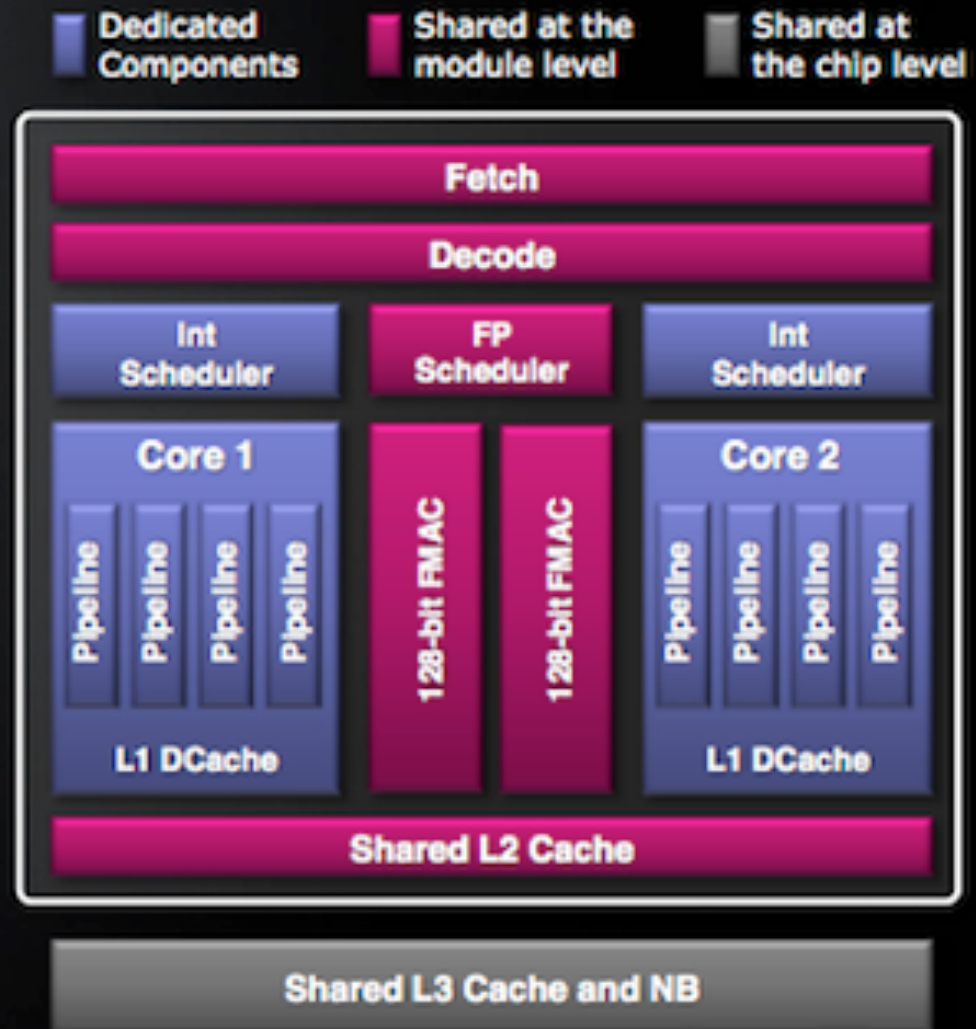 Dedicated
Components
Shared at the
module level
Shared at
the chip level
Fetch
Decode
Int
Scheduler
FP
Scheduler
Int
Scheduler
Core 1
Pipeline
Pipeline
Pipeline
Pipeline
L1 DCache
128-bit FMAC
128-bit FMAC
Core 2
Pipeline
Pipeline
Pipeline
Pipeline
L1 DCache
Shared L2 Cache
Shared L3 Cache and NB